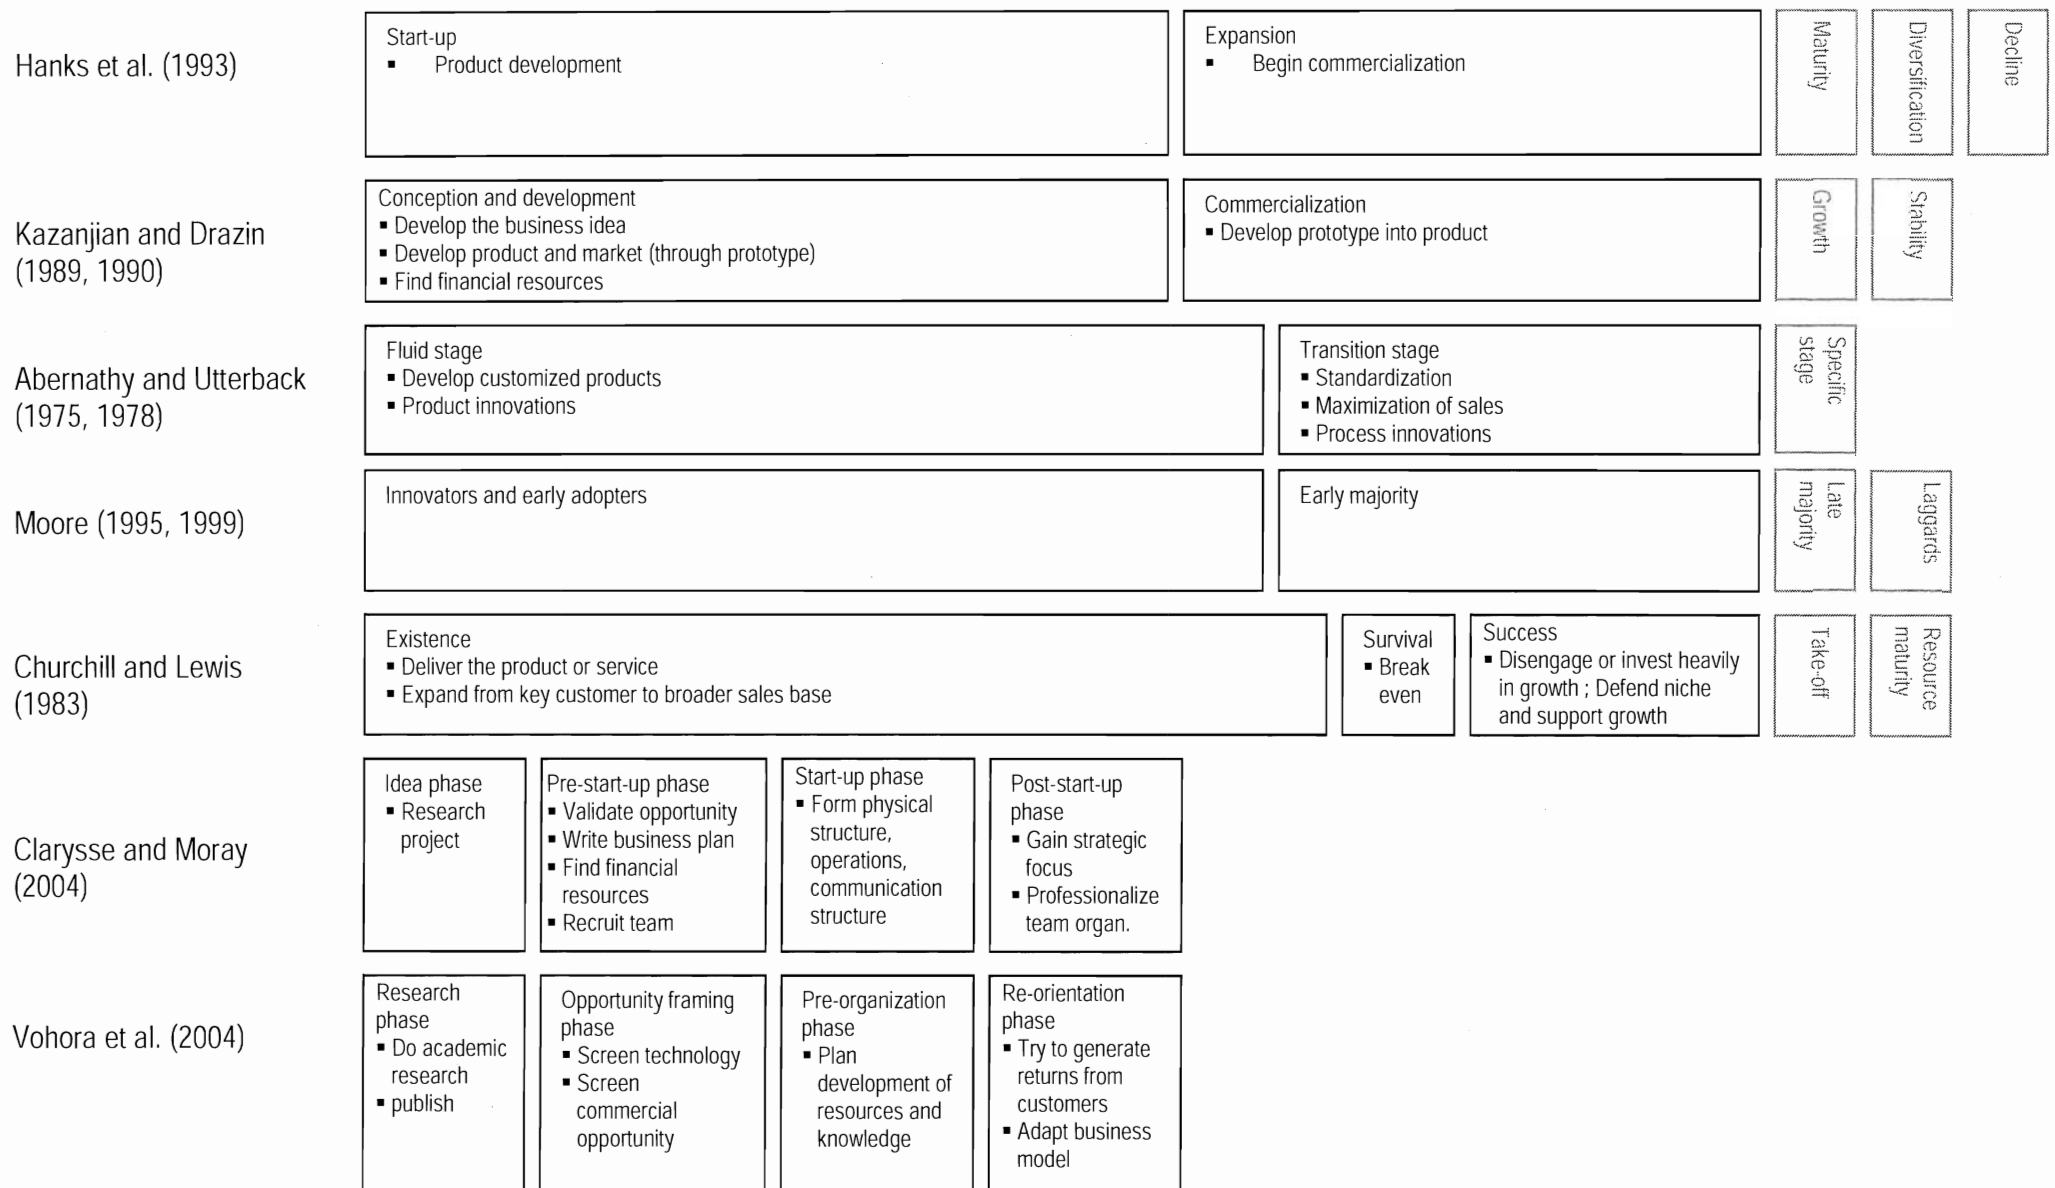 Hanks et al. (1993)
Start-up
▪ Product development
Expansion
▪ Begin commercialization
Maturity
Diversification
Decline
Kazanjian and Drazin
(1989, 1990)
Conception and development
▪ Develop the business idea
▪ Develop product and market (through prototype)
▪ Find financial resources
Commercialization
▪ Develop prototype into product
Growth
Stability
Abernathy and Utterback
(1975, 1978)
Fluid stage
▪ Develop customized products
▪ Product innovations
Transition stage
▪ Standardization
▪ Maximization of sales
▪ Process innovations
Specific
stage
Moore (1995, 1999)
Innovators and early adopters
Early majority
Late
majority
Laggards
Churchill and Lewis
(1983)
Existence
▪ Deliver the product or service
▪ Expand from key customer to broader sales base
Survival
▪ Break
even
Success
▪ Disengage or invest heavily
in growth ; Defend niche
and support growth
Take-off
Resource
maturity
Clarysse and Moray
(2004)
Idea phase
▪ Research
project
Pre-start-up phase
▪ Validate opportunity
▪ Write business plan
▪ Find financial
resources
▪ Recruit team
Start-up phase
▪ Form physical
structure,
operations,
communication
structure
Post-start-up
phase
▪ Gain strategic
focus
▪ Professionalize
team organ.
Vohora et al. (2004)
Research
phase
▪ Do academic
research
▪ publish
Opportunity framing
phase
▪ Screen technology
▪ Screen
commercial
opportunity
Pre-organization
phase
▪ Plan
development of
resources and
knowledge
Re-orientation
phase
▪ Try to generate
returns from
customers
▪ Adapt business
model